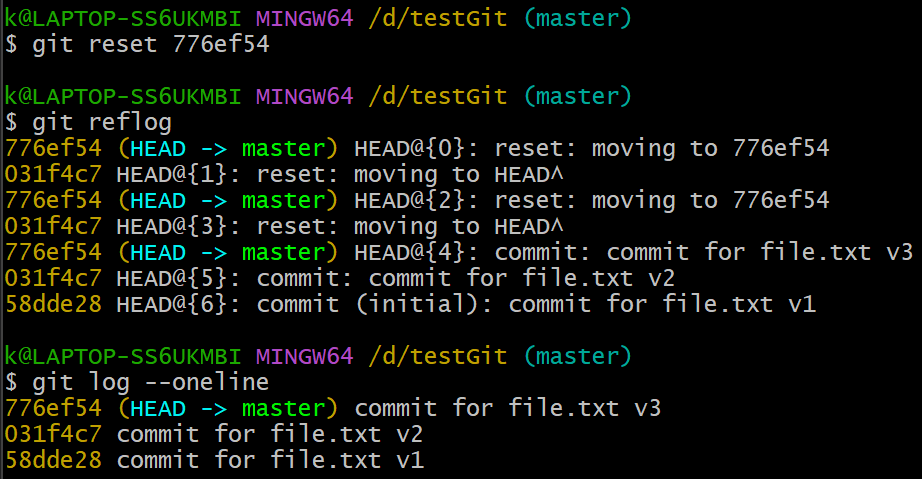 k@LAPTOP-SS6UKMBI MINGW64 /d/testGit (master)
$ git reset 776ef54
k@LAPTOP-SS6UKMBI MINGW64 /d/testGit (master)
$ git reflog
776ef54 (HEAD -> master) HEAD@{0}: reset: moving to 776ef54
031f4c7 HEAD@{1}: reset: moving to HEAD^
776ef54 (HEAD -> master) HEAD@{2}: reset: moving to 776ef54
031f4c7 HEAD@{3}: reset: moving to HEAD^
776ef54 (HEAD -> master) HEAD@{4}: commit: commit for file.txt v3
031f4c7 HEAD@{5}: commit: commit for file.txt v2
58dde28 HEAD@{6}: commit (initial): commit for file.txt v1
k@LAPTOP-SS6UKMBI MINGW64 /d/testGit (master)
$ git log --oneline
776ef54 (HEAD -> master) commit for file.txt v3
031f4c7 commit for file.txt v2
58dde28 commit for file.txt v1